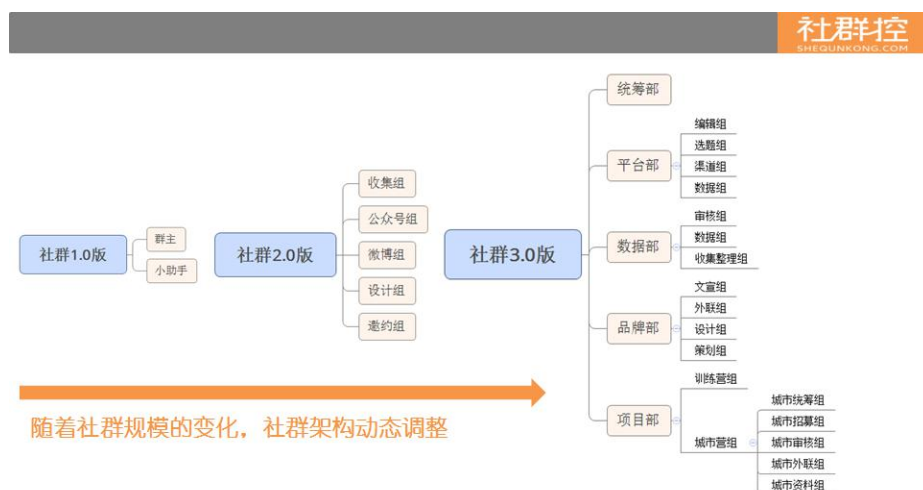 社群控
SHEQUNKONG.COM
社群1.0版
群主
小助手
社群2.0版
收集组
公众号组
微博组
设计组
邀约组
社群3.0版
统筹部
平台部
编辑组
选题组
渠道组
数据组
数据部
审核组
数据组
收集整理组
品牌部
文宣组
外联组
设计组
策划组
项目部
训练营组
城市营组
城市统筹组
城市招募组
城市审核组
城市外联组
城市资料组
随着社群规模的变化，社群架构动态调整